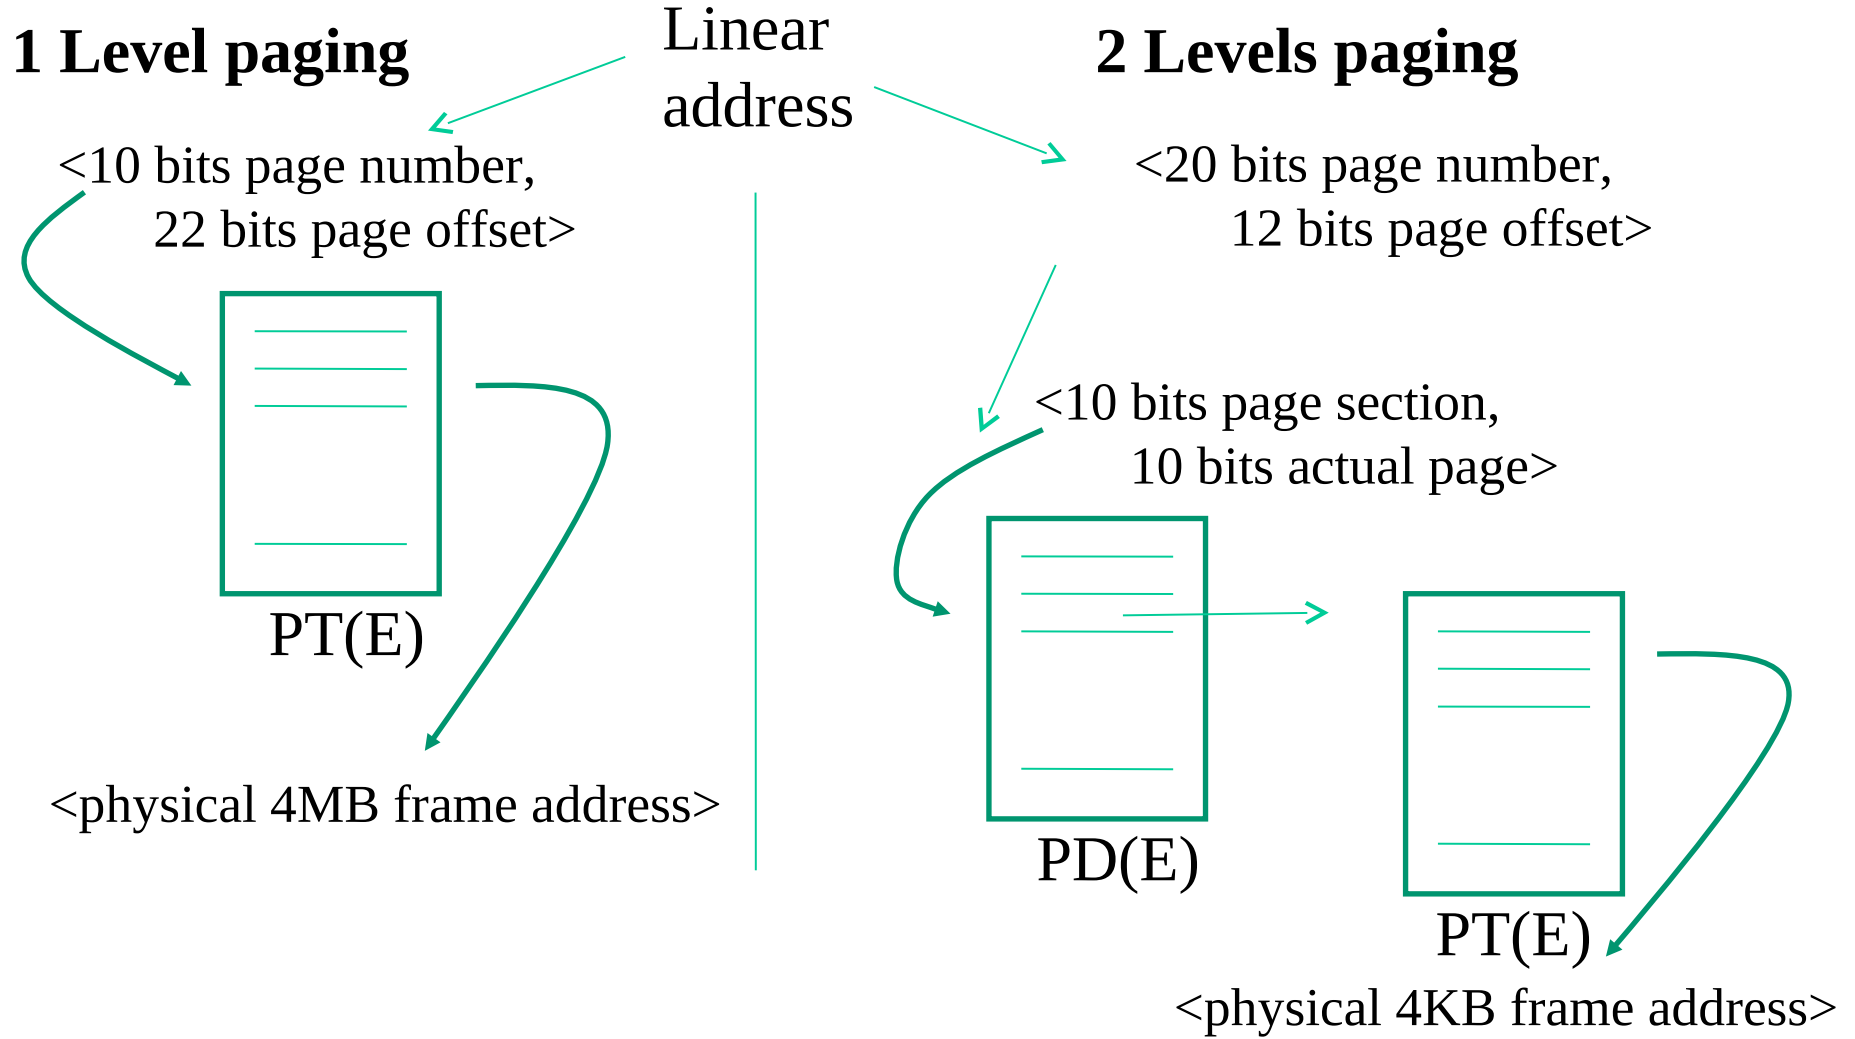 1 Level paging
Linear
address
2 Levels paging
<10 bits page number,
22 bits page offset>
PT(E)
<physical 4MB frame address>
<20 bits page number,
12 bits page offset>
<10 bits page section,
10 bits actual page>
PD(E)
PT(E)
<physical 4KB frame address>